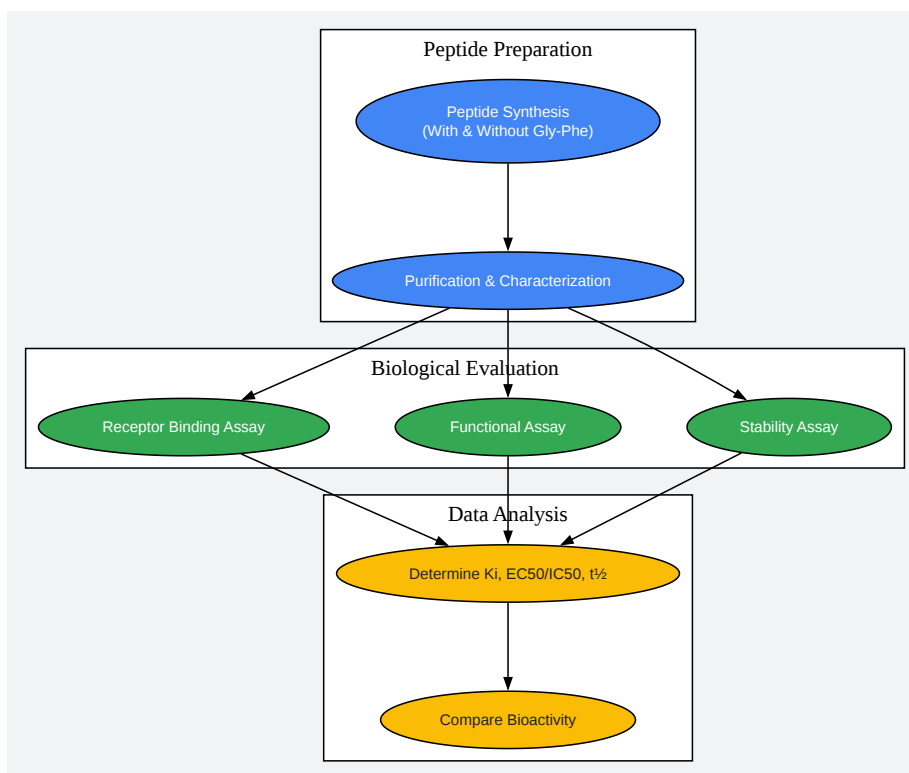 Peptide Preparation
Peptide Synthesis
(With & Without Gly-Phe)
Purification & Characterization
Biological Evaluation
Receptor Binding Assay
Functional Assay
Stability Assay
Data Analysis
Determine Ki, EC50/IC50, t½
Compare Bioactivity